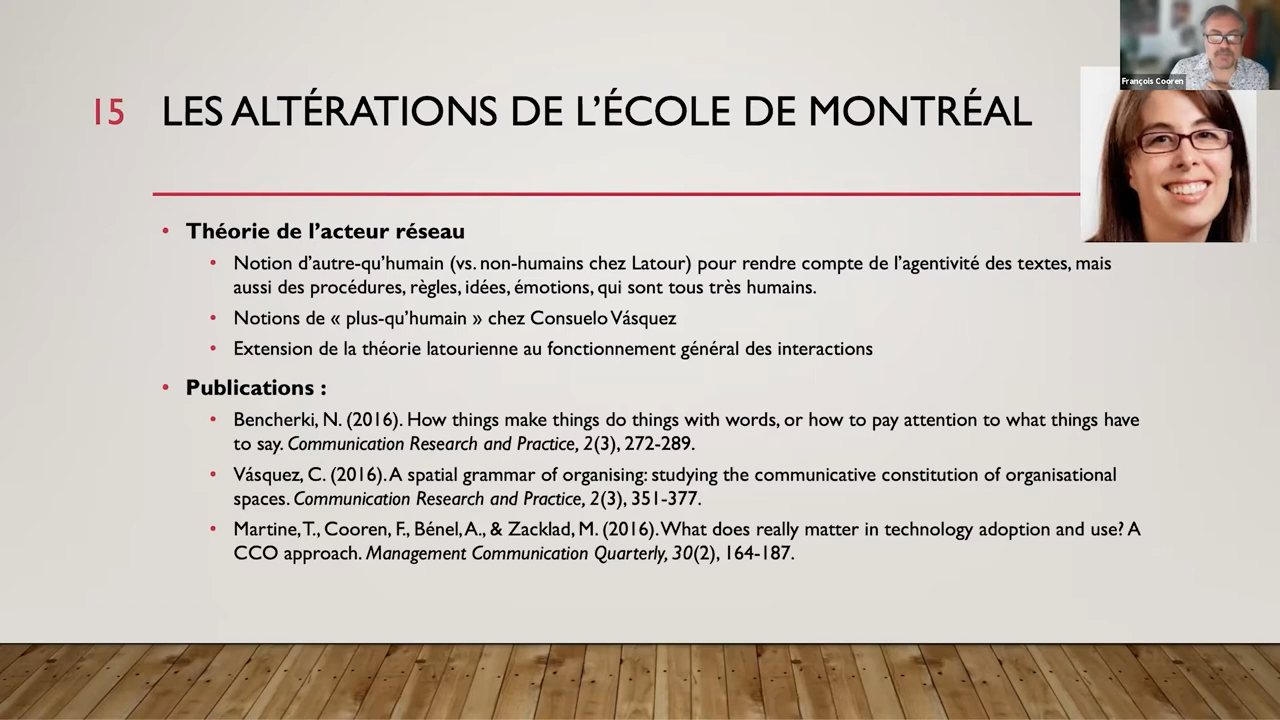 François Cooren
15 LES ALTÉRATIONS DE L'ÉCOLE DE MONTRÉAL
• Théorie de l'acteur réseau
• Notion d'autre-qu'humain (vs. non-humains chez Latour) pour rendre compte de l'agentivité des textes, mais
aussi des procédures, règles, idées, émotions, qui sont tous très humains.
• Notions de « plus-qu'humain » chez Consuelo Vásquez
• Extension de la théorie latourienne au fonctionnement général des interactions
• Publications :
• Bencherki, N. (2016). How things make things do things with words, or how to pay attention to what things have
to say. Communication Research and Practice, 2(3), 272-289.
• Vásquez, C. (2016). A spatial grammar of organising: studying the communicative constitution of organisational
spaces. Communication Research and Practice, 2(3), 351-377.
• Martine, T., Cooren, F., Bénel, A., & Zacklad, M. (2016). What does really matter in technology adoption and use? A
CCO approach. Management Communication Quarterly, 30(2), 164-187.